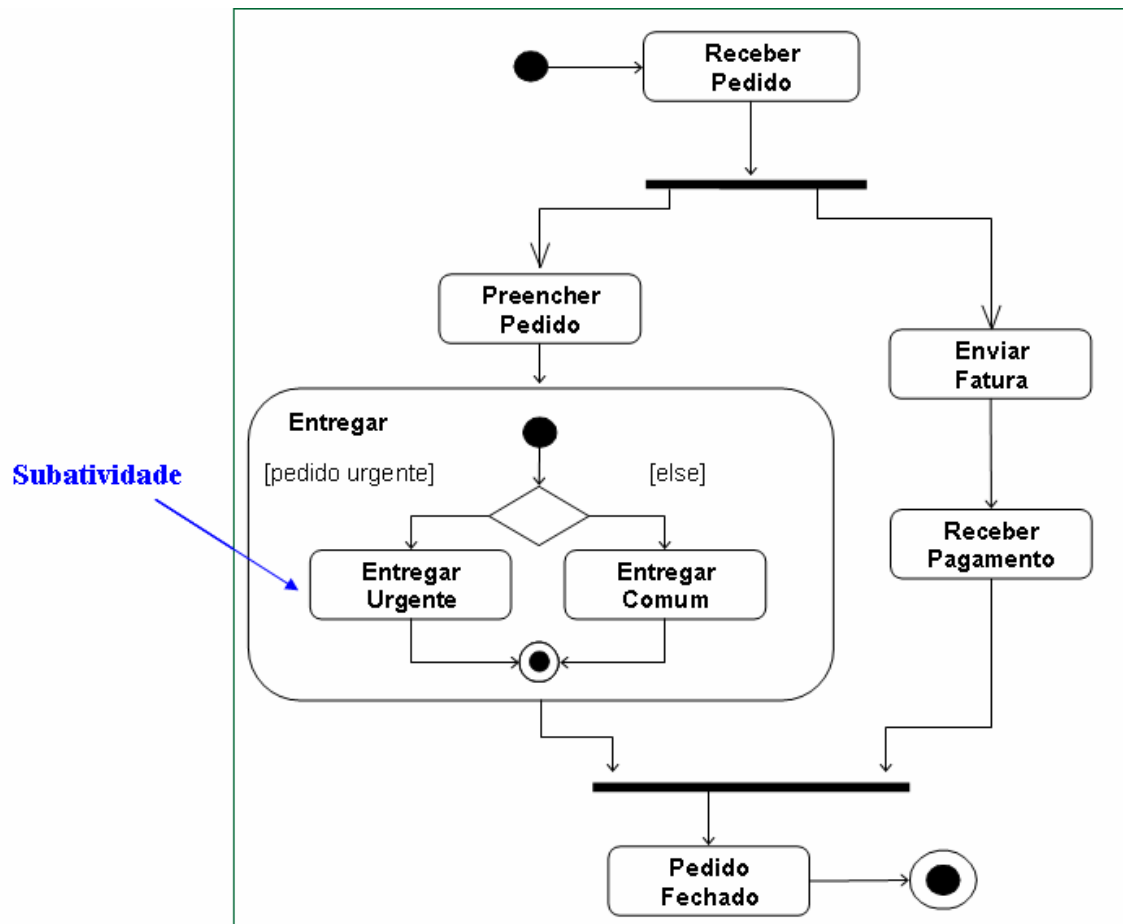 Receber
Pedido
Preencher
Pedido
Enviar
Fatura
Entregar
[pedido urgente]
[else]
Subatividade
Entregar
Urgente
Entregar
Comum
Receber
Pagamento
Pedido
Fechado